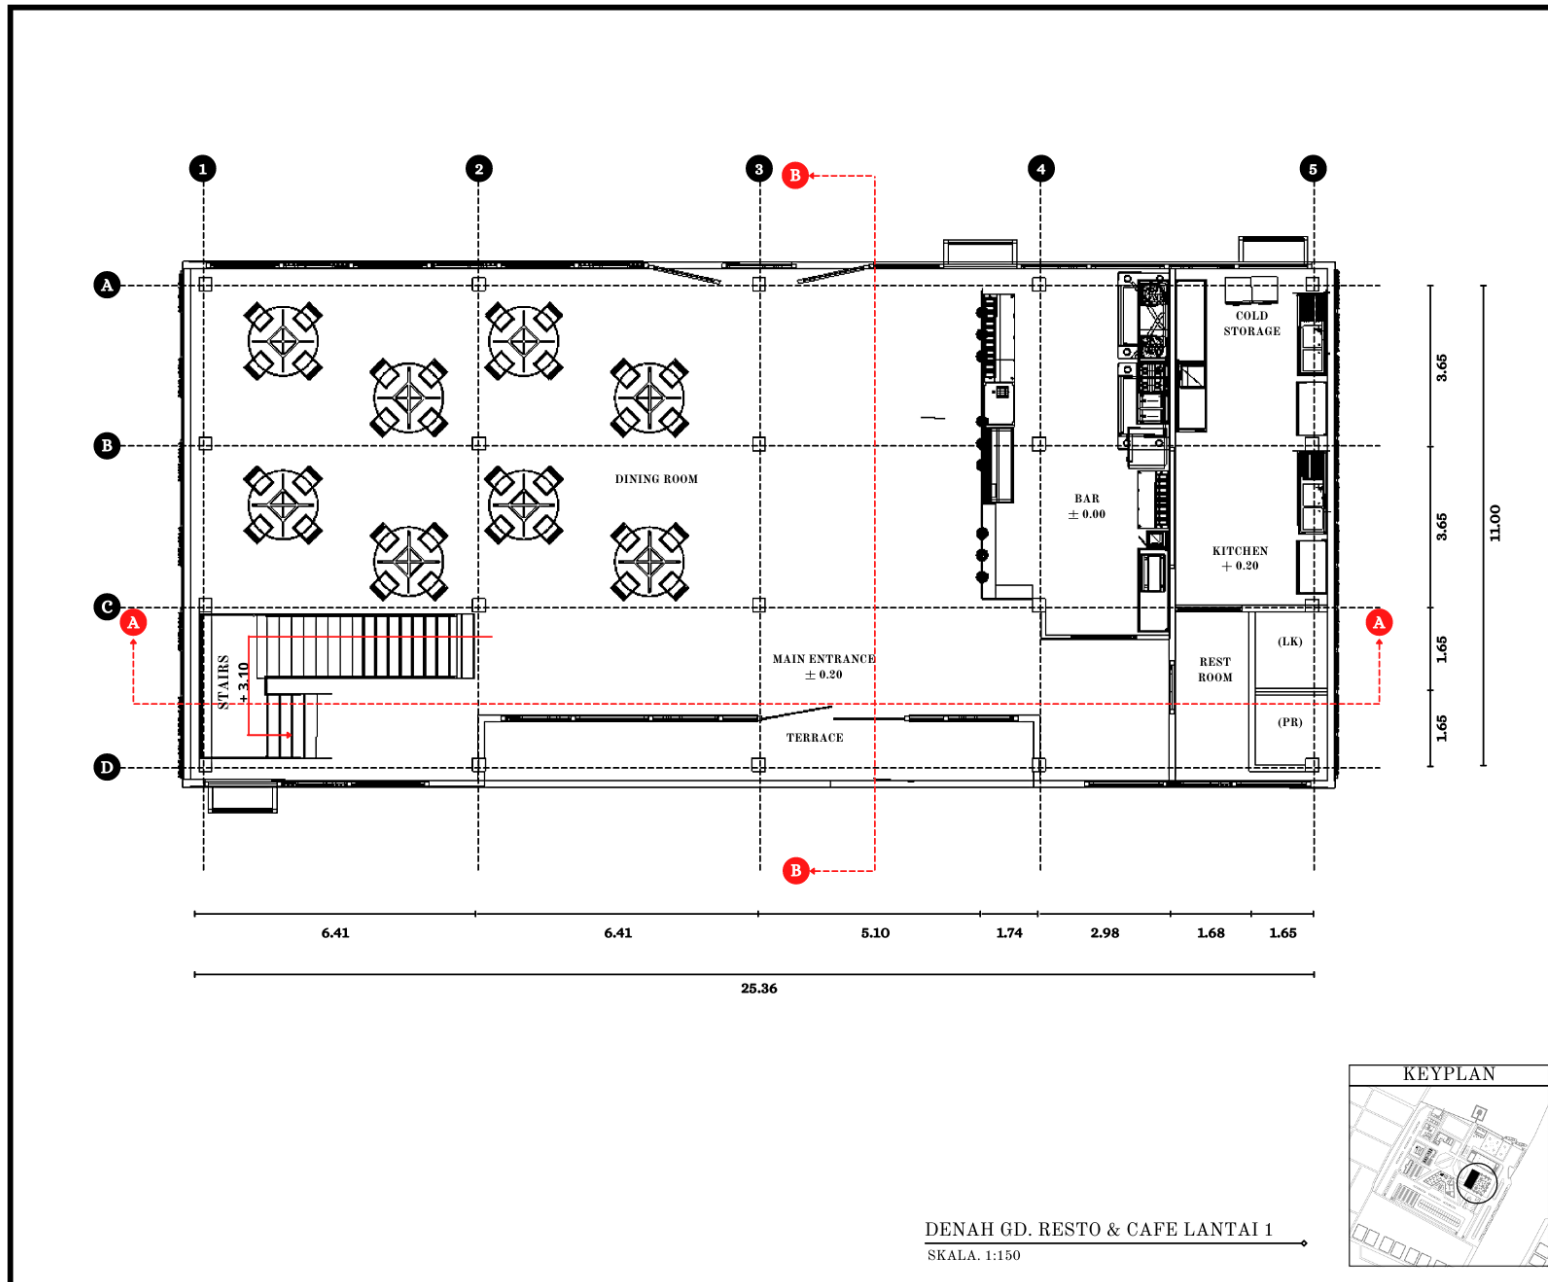 1
2
3
B
4
5
A
COLD
STORAGE
3.65
B
DINING ROOM
BAR
± 0.00
3.65
11.00
KITCHEN
+ 0.20
C
A
A
STAIRS
+ 3.10
MAIN ENTRANCE
± 0.20
REST
ROOM
(LK)
1.65
(PR)
1.65
TERRACE
D
B
6.41
6.41
5.10
1.74
2.98
1.68
1.65
25.36
KEYPLAN
DENAH GD. RESTO & CAFE LANTAI 1
SKALA. 1:150